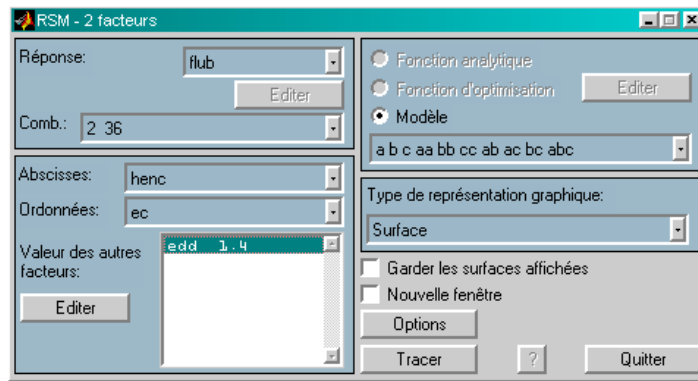 RSM - 2 facteurs
Réponse:
flub
Editer
Comb.:
2 36
Abscisses:
henc
Ordonnées:
ec
Valeur des autres
facteurs:
edd 1.4
Editer
Fonction analytique
Fonction d'optimisation
Editer
Modèle
a b c aa bb cc ab ac bc abc
Type de représentation graphique:
Surface
Garder les surfaces affichées
Nouvelle fenêtre
Options
Tracer
?
Quitter